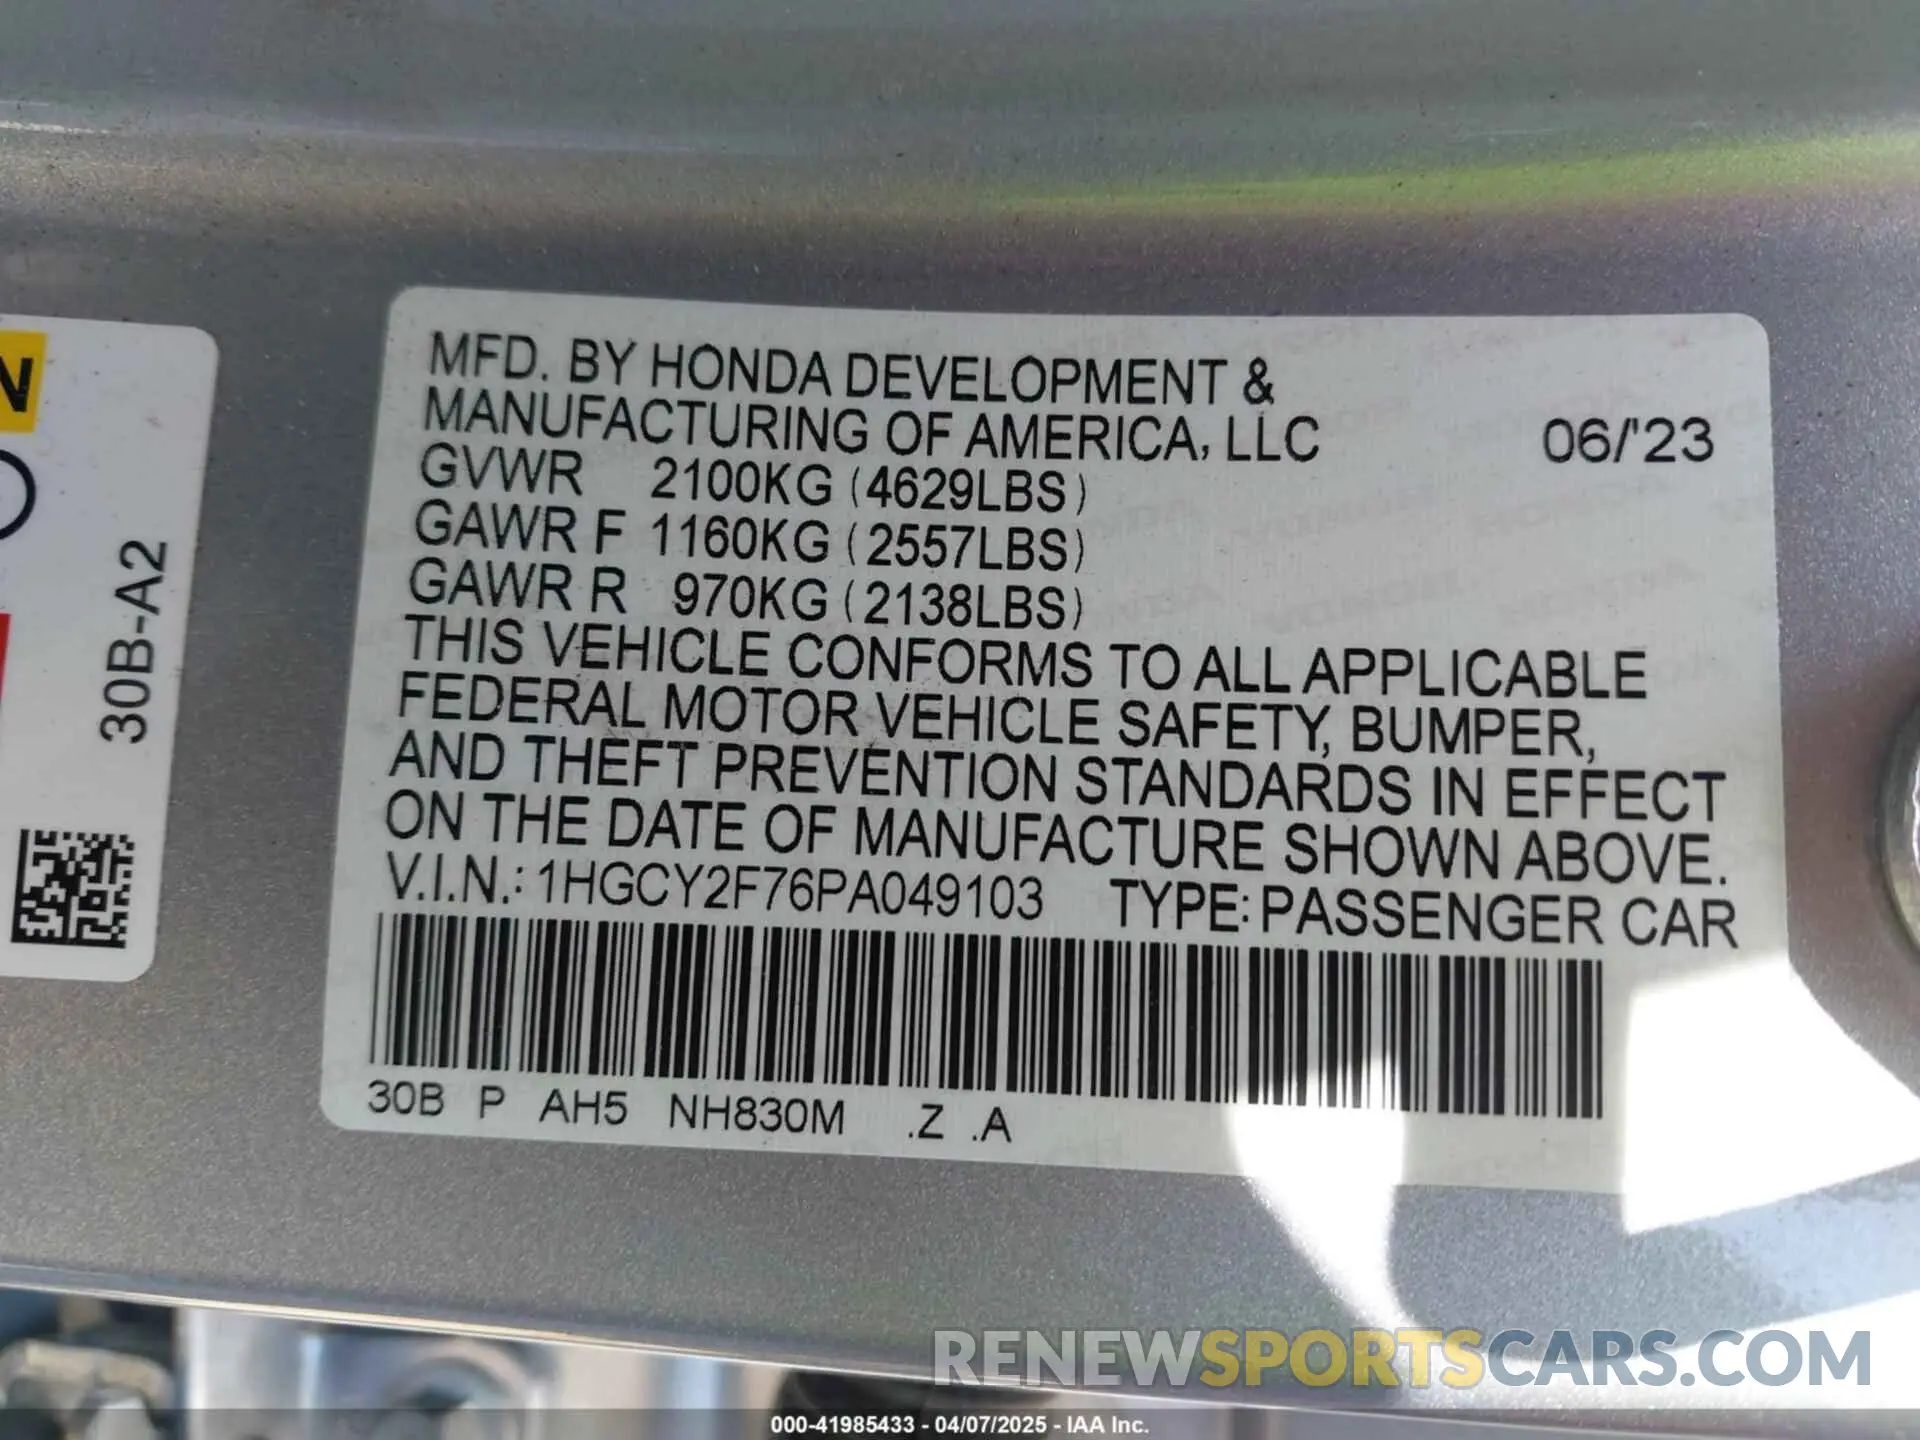 MFD. BY HONDA DEVELOPMENT &
MANUFACTURING OF AMERICA, LLC 06/'23
GVWR 2100KG (4629LBS)
GAWR F 1160KG (2557LBS)
GAWR R 970KG (2138LBS)
THIS VEHICLE CONFORMS TO ALL APPLICABLE
FEDERAL MOTOR VEHICLE SAFETY, BUMPER,
AND THEFT PREVENTION STANDARDS IN EFFECT
ON THE DATE OF MANUFACTURE SHOWN ABOVE.
V.I.N.: 1HGCY2F76PA049103 TYPE: PASSENGER CAR
30B P AH5 NH830M .Z .A
30B-A2
RENEWSPORTSCARS.COM
000-41985433 - 04/07/2025 - IAA Inc.